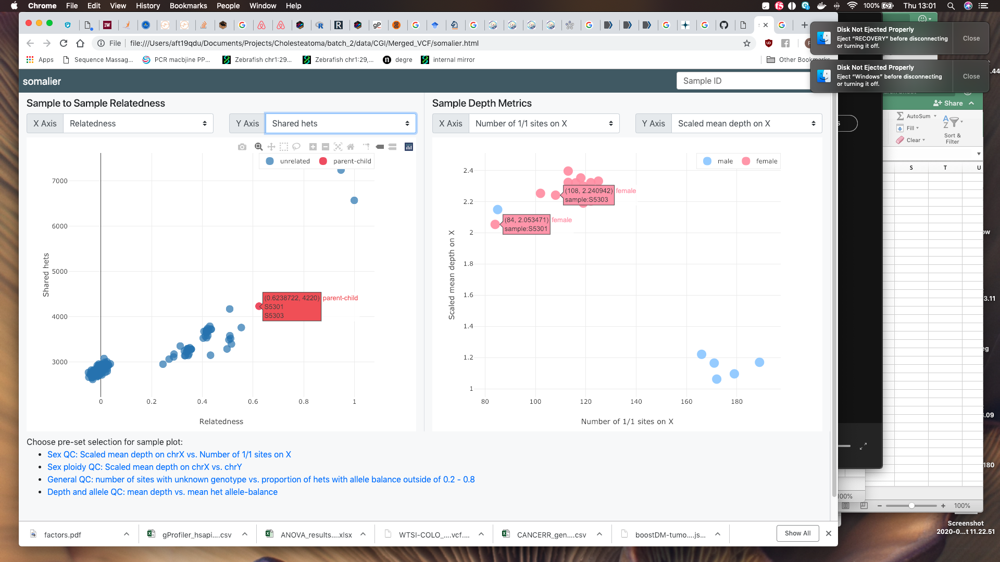 Chrome File Edit View History Bookmarks People Window Help
100% Thu 13:01
IW
R
gP
File file:///Users/aft19qdu/Documents/Projects/Cholesteatoma/batch_2/data/CGI/Merged_VCF/somalier.html
Apps Sequence Massag... PCR macbjine PP... Zebrafish chr1:29... Zebrafish chr1:29,... degre internal mirror Other Bookmarks
Disk Not Ejected Properly
Eject “RECOVERY” before disconnecting
or turning it off.
Close
Disk Not Ejected Properly
Eject “Windows” before disconnecting
or turning it off.
Close
somalier
Sample ID
Sample to Sample Relatedness
X Axis Relatedness
Y Axis Shared hets
unrelated parent-child
7000
6000
5000
4000
3000
Shared hets
(0.6238722, 4220) parent-child
S5301
S5303
0 0.2 0.4 0.6 0.8 1
Relatedness
Sample Depth Metrics
X Axis Number of 1/1 sites on X
Y Axis Scaled mean depth on X
male female
2.4
2.2
2
1.8
1.6
1.4
1.2
1
Scaled mean depth on X
(108, 2.240942) female
sample:S5303
(84, 2.053471) female
sample:S5301
80 100 120 140 160 180
Number of 1/1 sites on X
Choose pre-set selection for sample plot:
Sex QC: Scaled mean depth on chrX vs. Number of 1/1 sites on X
Sex ploidy QC: Scaled mean depth on chrX vs. chrY
General QC: number of sites with unknown genotype vs. proportion of hets with allele balance outside of 0.2 - 0.8
Depth and allele QC: mean depth vs. mean het allele-balance
factors.pdf gProfiler_hsapi....csv ANOVA_results....xlsx WTSI-COLO_....vcf.... CANCERR_gen....csv boostDM-tumo....js... Show All
Share
AutoSum
Fill
Clear
Sort &
Filter
S T U
100%
100%
.44
3.11
.09
180
Screenshot
2020-0...t 11.22.51